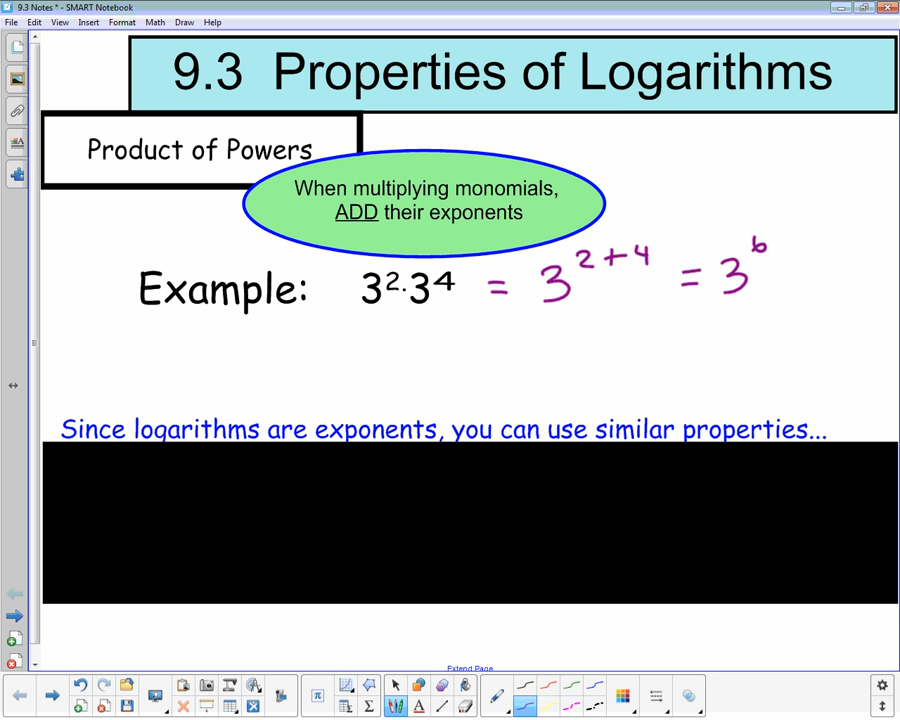 9.3 Notes * - SMART Notebook
File Edit View Insert Format Math Draw Help
9.3 Properties of Logarithms
Product of Powers
When multiplying monomials,
ADD their exponents
Example: 3²·3⁴ = 3²⁺⁴ = 3⁶
Since logarithms are exponents, you can use similar properties...
Extend Page